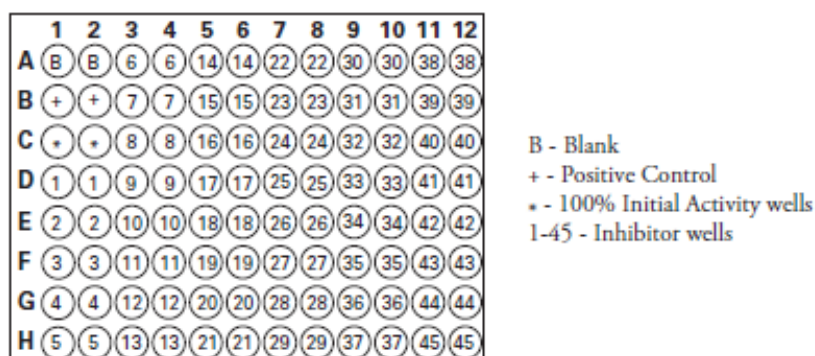 1 2 3 4 5 6 7 8 9 10 11 12
A B B 6 6 14 14 22 22 30 30 38 38
B + + 7 7 15 15 23 23 31 31 39 39
C * * 8 8 16 16 24 24 32 32 40 40
D 1 1 9 9 17 17 25 25 33 33 41 41
E 2 2 10 10 18 18 26 26 34 34 42 42
F 3 3 11 11 19 19 27 27 35 35 43 43
G 4 4 12 12 20 20 28 28 36 36 44 44
H 5 5 13 13 21 21 29 29 37 37 45 45
B - Blank
+ - Positive Control
* - 100% Initial Activity wells
1-45 - Inhibitor wells